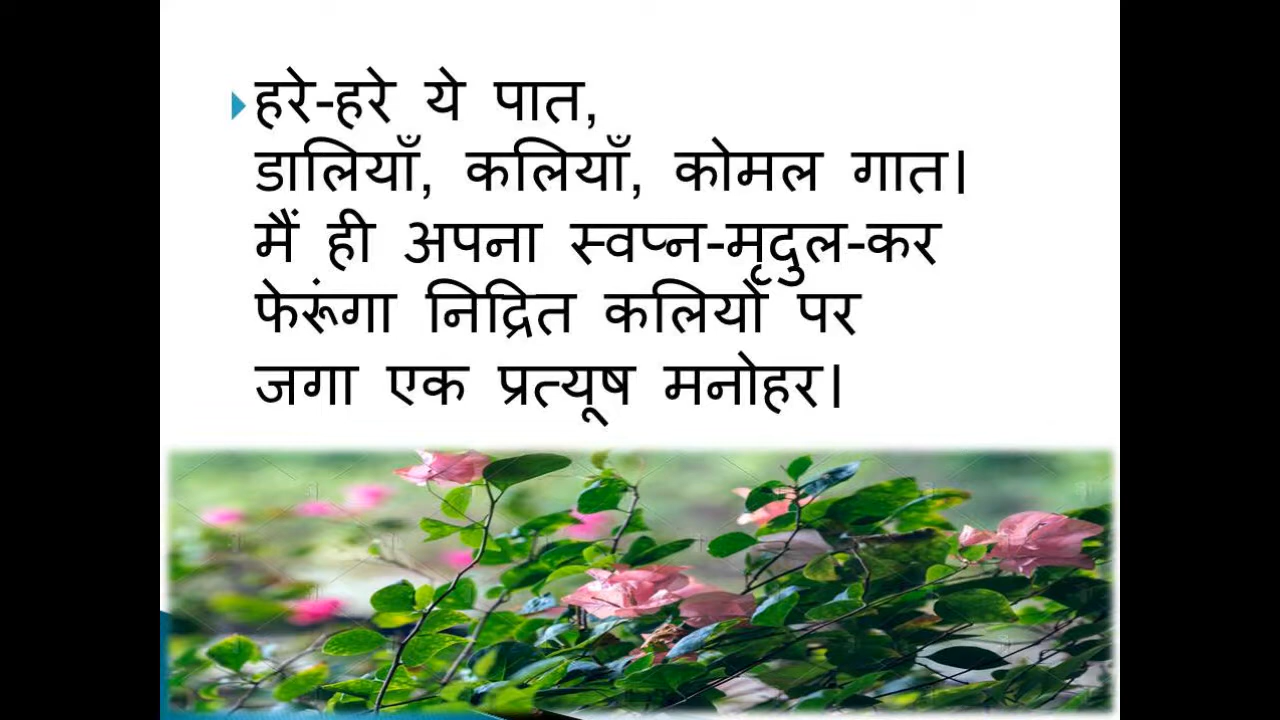 हरे-हरे ये पात,
डालियाँ, कलियाँ, कोमल गात।
मैं ही अपना स्वप्न-मृदुल-कर
फेरूंगा निद्रित कलियों पर
जगा एक प्रत्यूष मनोहर।